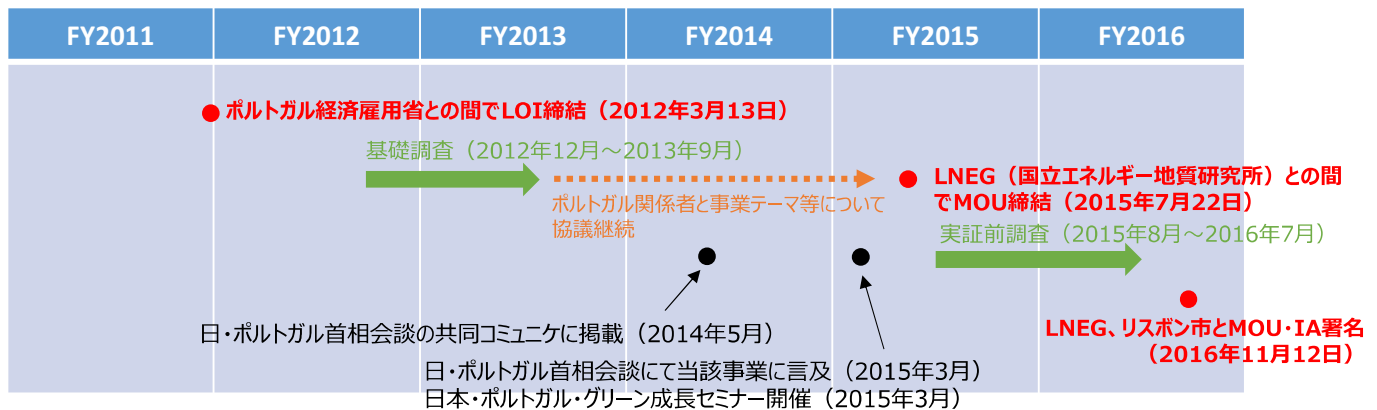 FY2011 FY2012 FY2013 FY2014 FY2015 FY2016
ポルトガル経済雇用省との間でLOI締結（2012年3月13日）
基礎調査（2012年12月～2013年9月）
ポルトガル関係者と事業テーマ等について
協議継続
LNEG（国立エネルギー地質研究所）との間
でMOU締結（2015年7月22日）
実証前調査（2015年8月～2016年7月）
日・ポルトガル首相会談の共同コミュニケに掲載（2014年5月）
日・ポルトガル首相会談にて当該事業に言及（2015年3月）
日本・ポルトガル・グリーン成長セミナー開催（2015年3月）
LNEG、リスボン市とMOU・IA署名
（2016年11月12日）